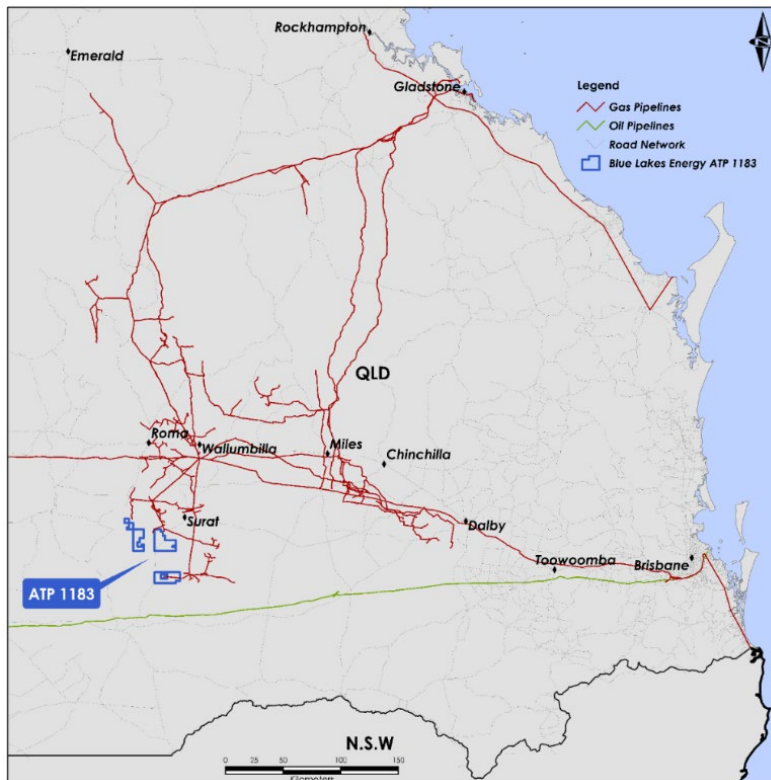 Rockhampton
Emerald
Gladstone
Legend
Gas Pipelines
Oil Pipelines
Road Network
Blue Lakes Energy ATP 1183
QLD
Roma
Wallumbilla
Miles
Chinchilla
Surat
Dalby
Toowoomba
Brisbane
ATP 1183
N.S.W
0 25 50 100 150
Kilometers